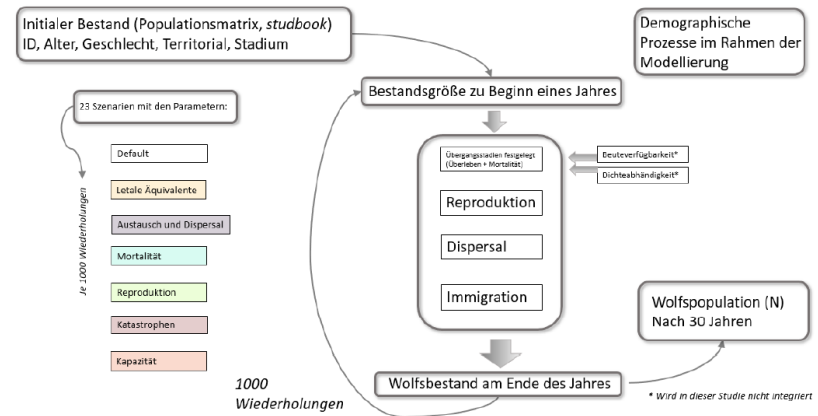 Initialer Bestand (Populationsmatrix, studbook)
ID, Alter, Geschlecht, Territorial, Stadium
Demographische
Prozesse im Rahmen der
Modellierung
Bestandsgröße zu Beginn eines Jahres
23 Szenarien mit den Parametern:
Je 1000 Wiederholungen
Default
Letale Äquivalente
Austausch und Dispersal
Mortalität
Reproduktion
Katastrophen
Kapazität
Übergangsstadien festgelegt
(Überleben + Mortalität)
Beuteverfügbarkeit*
Dichteabhändigkeit*
Reproduktion
Dispersal
Immigration
Wolfspopulation (N)
Nach 30 Jahren
1000
Wiederholungen
Wolfsbestand am Ende des Jahres
* Wird in dieser Studie nicht integriert